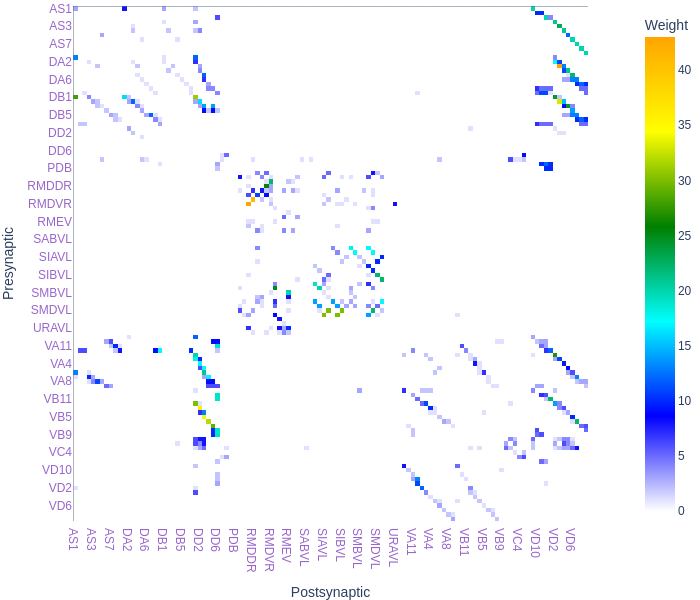 Weight
AS1
AS3
AS7
DA2
DA6
DB1
DB5
DD2
DD6
PDB
RMDDR
RMDVR
RMEV
SABVL
SIAVL
SIBVL
SMBVL
SMDVL
URAVL
VA11
VA4
VA8
VB11
VB5
VB9
VC4
VD10
VD2
VD6
Presynaptic
40
35
30
25
20
15
10
5
0
AS1
AS3
AS7
DA2
DA6
DB1
DB5
DD2
DD6
PDB
RMDDR
RMDVR
RMEV
SABVL
SIAVL
SIBVL
SMBVL
SMDVL
URAVL
VA11
VA4
VA8
VB11
VB5
VB9
VC4
VD10
VD2
VD6
Postsynaptic